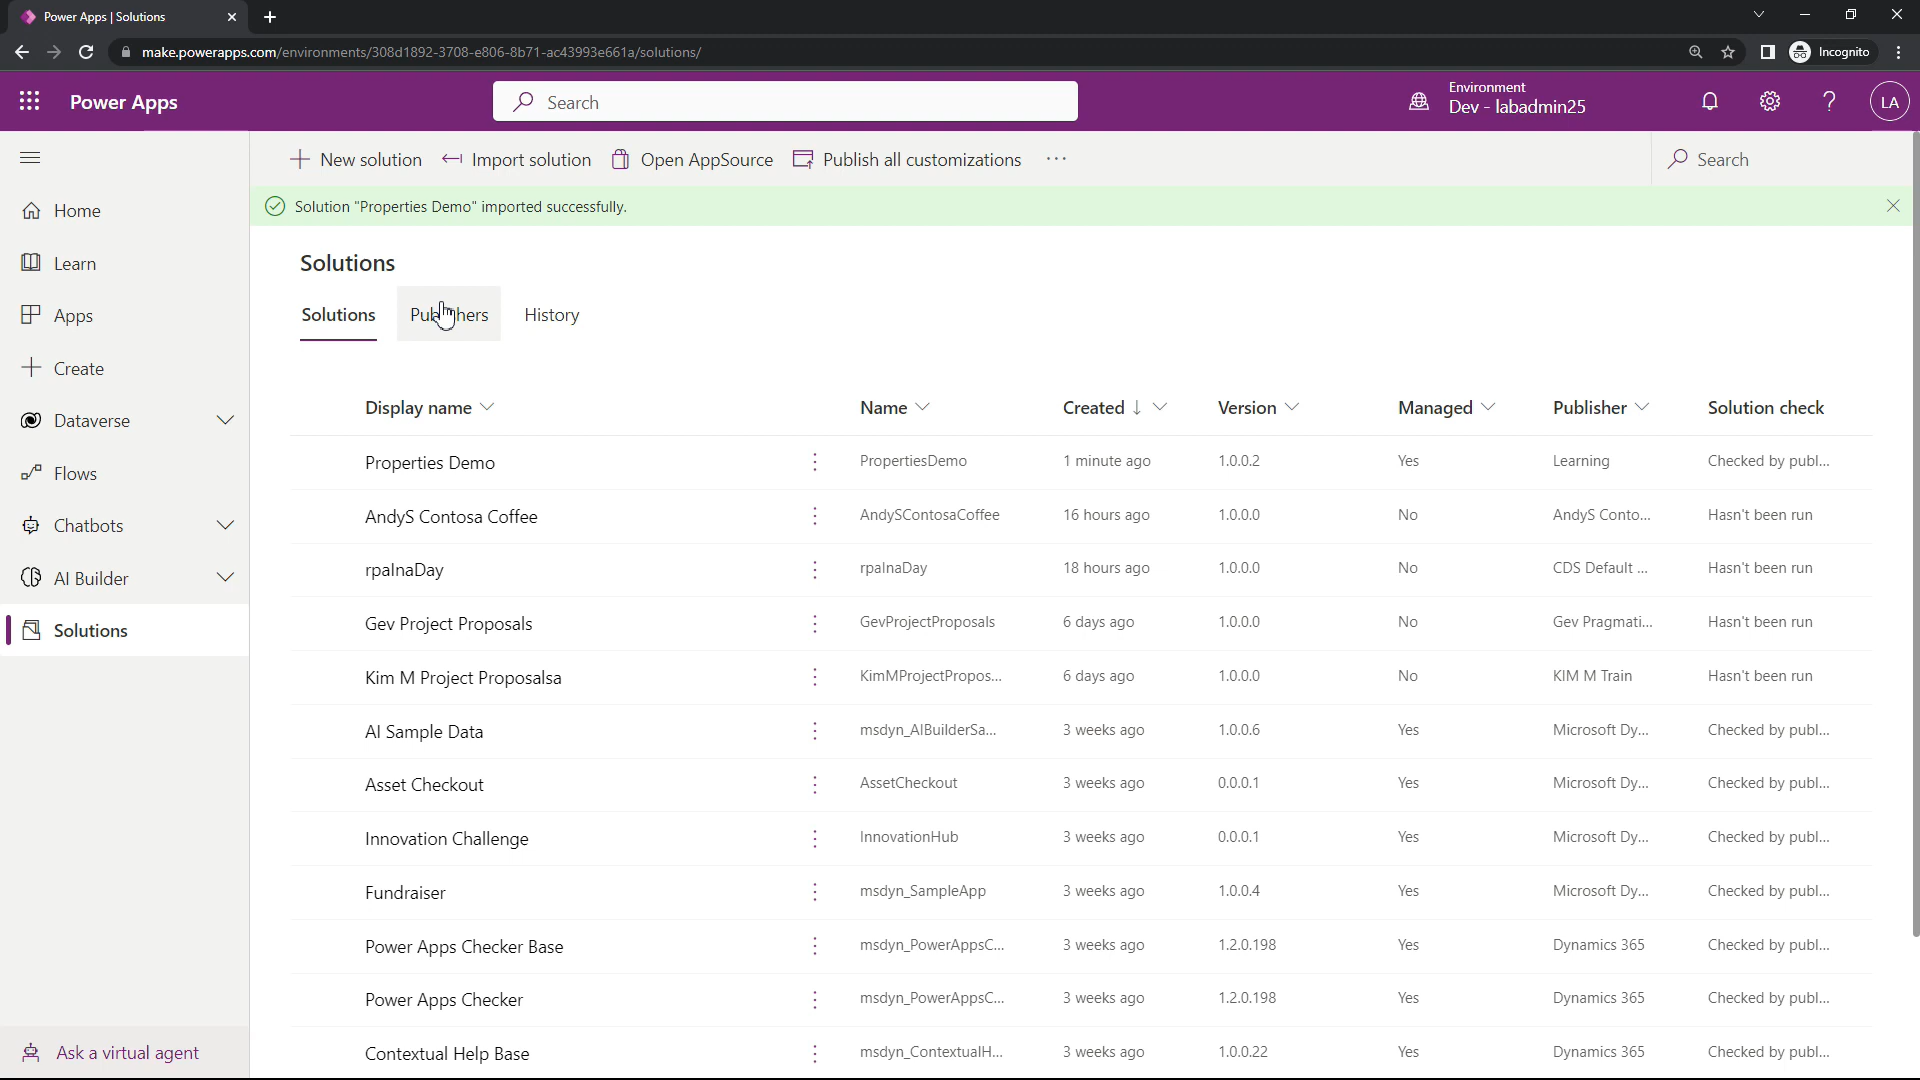 Power Apps | Solutions
make.powerapps.com/environments/308d1892-3708-e806-8b71-ac43993e661a/solutions/
Incognito
Power Apps
Search
Environment
Dev - labadmin25
LA
New solution
Import solution
Open AppSource
Publish all customizations
Search
Solution "Properties Demo" imported successfully.
Home
Learn
Apps
Create
Dataverse
Flows
Chatbots
AI Builder
Solutions
Ask a virtual agent
Solutions
Solutions Publishers History
Display name Name Created Version Managed Publisher Solution check
Properties Demo PropertiesDemo 1 minute ago 1.0.0.2 Yes Learning Checked by publ...
AndyS Contosa Coffee AndySContosaCoffee 16 hours ago 1.0.0.0 No AndyS Conto... Hasn't been run
rpaInaDay rpaInaDay 18 hours ago 1.0.0.0 No CDS Default ... Hasn't been run
Gev Project Proposals GevProjectProposals 6 days ago 1.0.0.0 No Gev Pragmati... Hasn't been run
Kim M Project Proposalsa KimMProjectPropos... 6 days ago 1.0.0.0 No KIM M Train Hasn't been run
AI Sample Data msdyn_AIBuilderSa... 3 weeks ago 1.0.0.6 Yes Microsoft Dy... Checked by publ...
Asset Checkout AssetCheckout 3 weeks ago 0.0.0.1 Yes Microsoft Dy... Checked by publ...
Innovation Challenge InnovationHub 3 weeks ago 0.0.0.1 Yes Microsoft Dy... Checked by publ...
Fundraiser msdyn_SampleApp 3 weeks ago 1.0.0.4 Yes Microsoft Dy... Checked by publ...
Power Apps Checker Base msdyn_PowerAppsC... 3 weeks ago 1.2.0.198 Yes Dynamics 365 Checked by publ...
Power Apps Checker msdyn_PowerAppsC... 3 weeks ago 1.2.0.198 Yes Dynamics 365 Checked by publ...
Contextual Help Base msdyn_ContextualH... 3 weeks ago 1.0.0.22 Yes Dynamics 365 Checked by publ...